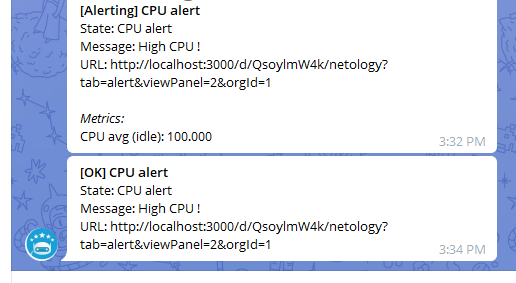 [Alerting] CPU alert
State: CPU alert
Message: High CPU !
URL: http://localhost:3000/d/QsoylmW4k/netology?
tab=alert&viewPanel=2&orgId=1
Metrics:
CPU avg (idle): 100.000
3:32 PM
[OK] CPU alert
State: CPU alert
Message: High CPU !
URL: http://localhost:3000/d/QsoylmW4k/netology?
tab=alert&viewPanel=2&orgId=1
3:34 PM